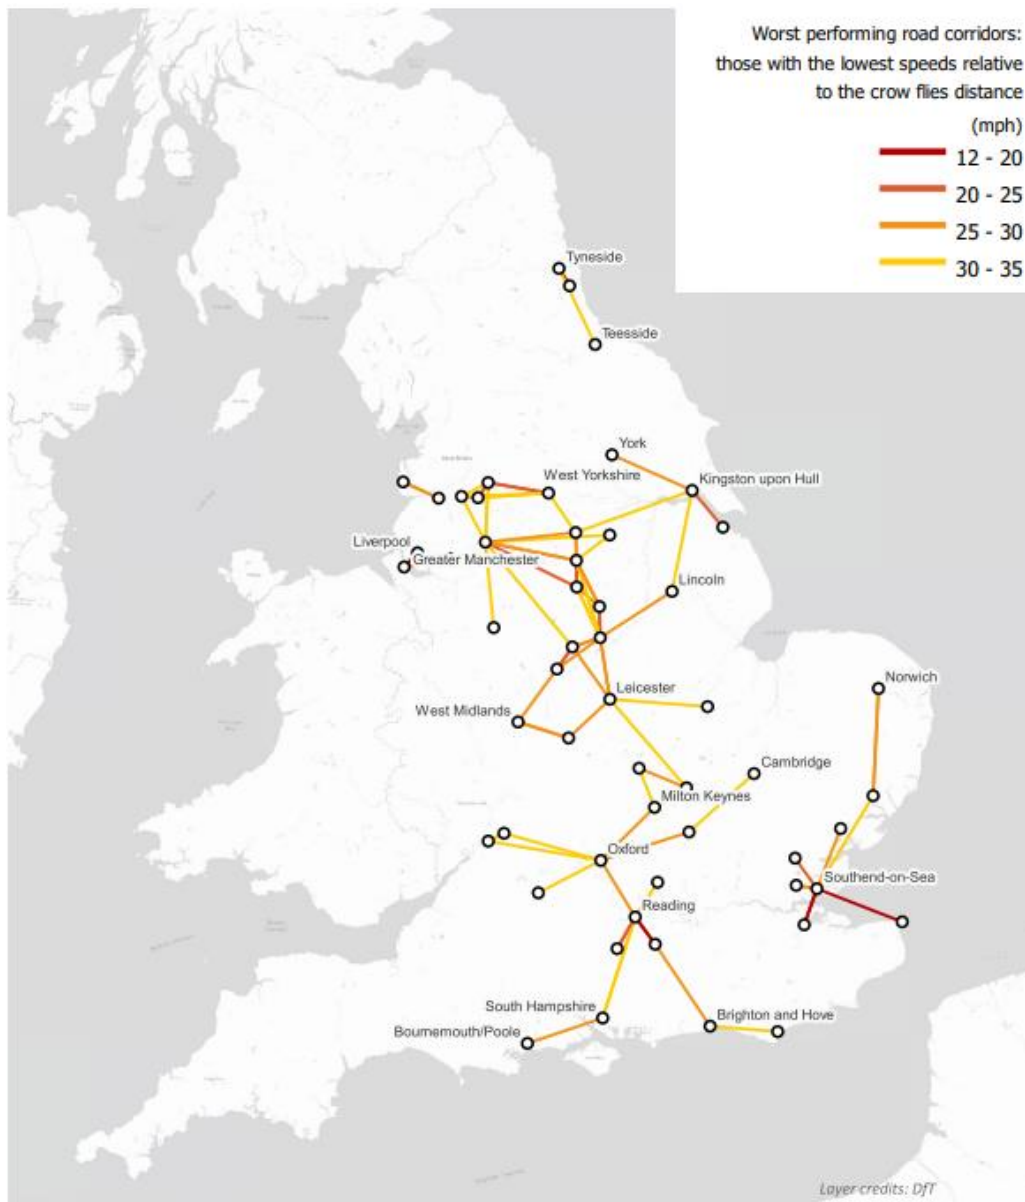 Worst performing road corridors:
those with the lowest speeds relative
to the crow flies distance
(mph)
12 - 20
20 - 25
25 - 30
30 - 35
Tyneside
Teesside
York
West Yorkshire
Kingston upon Hull
Liverpool
Greater Manchester
Lincoln
Norwich
Leicester
West Midlands
Cambridge
Milton Keynes
Oxford
Southend-on-Sea
Reading
South Hampshire
Brighton and Hove
Bournemouth/Poole
Layer credits: DfT